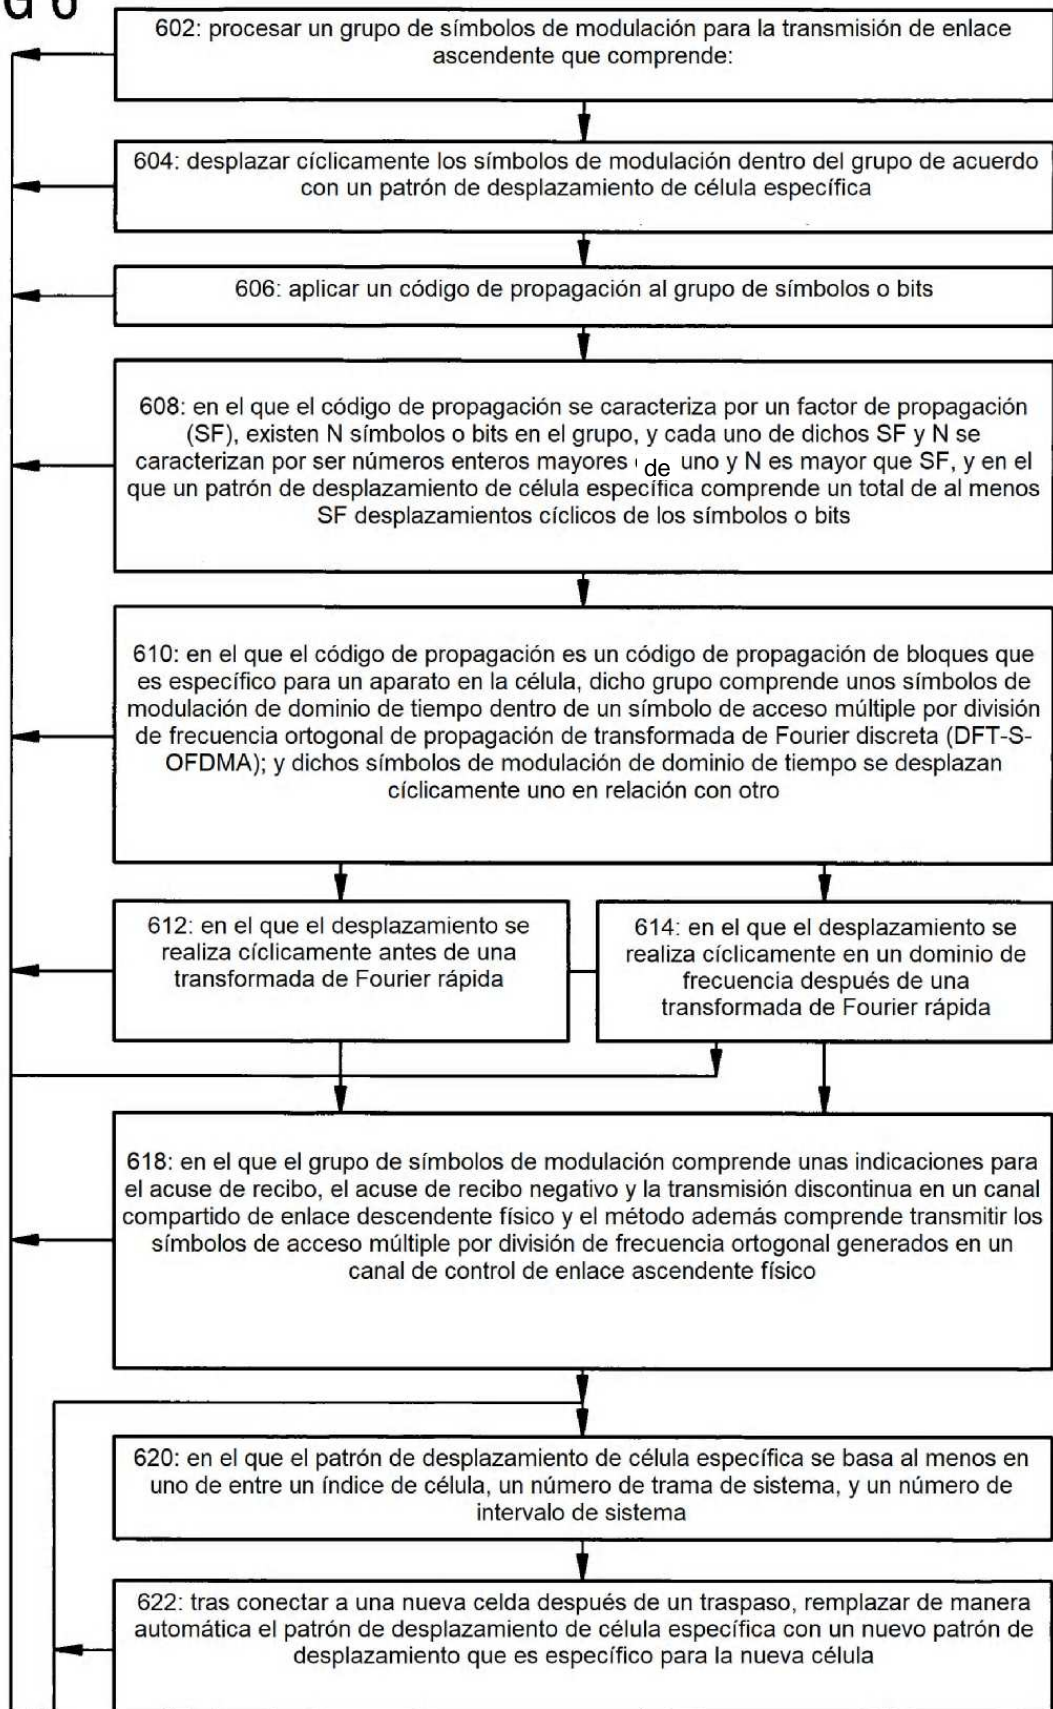 G 6
602: procesar un grupo de símbolos de modulación para la transmisión de enlace
ascendente que comprende:
604: desplazar cíclicamente los símbolos de modulación dentro del grupo de acuerdo
con un patrón de desplazamiento de célula específica
606: aplicar un código de propagación al grupo de símbolos o bits
608: en el que el código de propagación se caracteriza por un factor de propagación
(SF), existen N símbolos o bits en el grupo, y cada uno de dichos SF y N se
caracterizan por ser números enteros mayores de uno y N es mayor que SF, y en el
que un patrón de desplazamiento de célula específica comprende un total de al menos
SF desplazamientos cíclicos de los símbolos o bits
610: en el que el código de propagación es un código de propagación de bloques que
es específico para un aparato en la célula, dicho grupo comprende unos símbolos de
modulación de dominio de tiempo dentro de un símbolo de acceso múltiple por división
de frecuencia ortogonal de propagación de transformada de Fourier discreta (DFT-S-
OFDMA); y dichos símbolos de modulación de dominio de tiempo se desplazan
cíclicamente uno en relación con otro
612: en el que el desplazamiento se
realiza cíclicamente antes de una
transformada de Fourier rápida
614: en el que el desplazamiento se
realiza cíclicamente en un dominio de
frecuencia después de una
transformada de Fourier rápida
618: en el que el grupo de símbolos de modulación comprende unas indicaciones para
el acuse de recibo, el acuse de recibo negativo y la transmisión discontinua en un canal
compartido de enlace descendente físico y el método además comprende transmitir los
símbolos de acceso múltiple por división de frecuencia ortogonal generados en un
canal de control de enlace ascendente físico
620: en el que el patrón de desplazamiento de célula específica se basa al menos en
uno de entre un índice de célula, un número de trama de sistema, y un número de
intervalo de sistema
622: tras conectar a una nueva celda después de un traspaso, remplazar de manera
automática el patrón de desplazamiento de célula específica con un nuevo patrón de
desplazamiento que es específico para la nueva célula